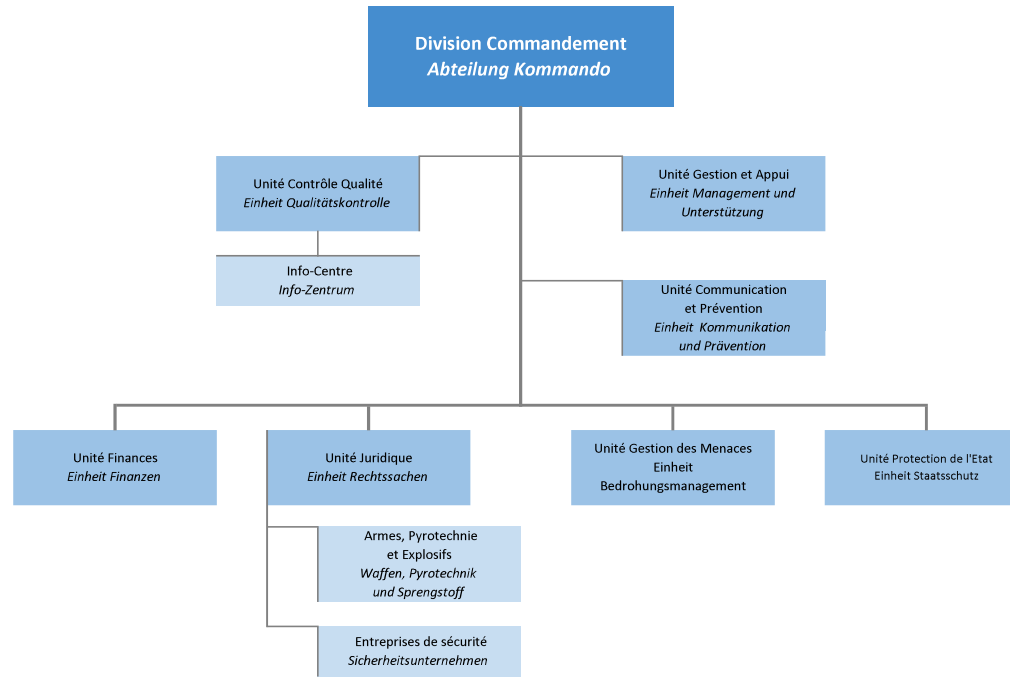 Division Commandement
Abteilung Kommando
Unité Contrôle Qualité
Einheit Qualitätskontrolle
Unité Gestion et Appui
Einheit Management und
Unterstützung
Info-Centre
Info-Zentrum
Unité Communication
et Prévention
Einheit Kommunikation
und Prävention
Unité Finances
Einheit Finanzen
Unité Juridique
Einheit Rechtssachen
Unité Gestion des Menaces
Einheit
Bedrohungsmanagement
Unité Protection de l'Etat
Einheit Staatsschutz
Armes, Pyrotechnie
et Explosifs
Waffen, Pyrotechnik
und Sprengstoff
Entreprises de sécurité
Sicherheitsunternehmen